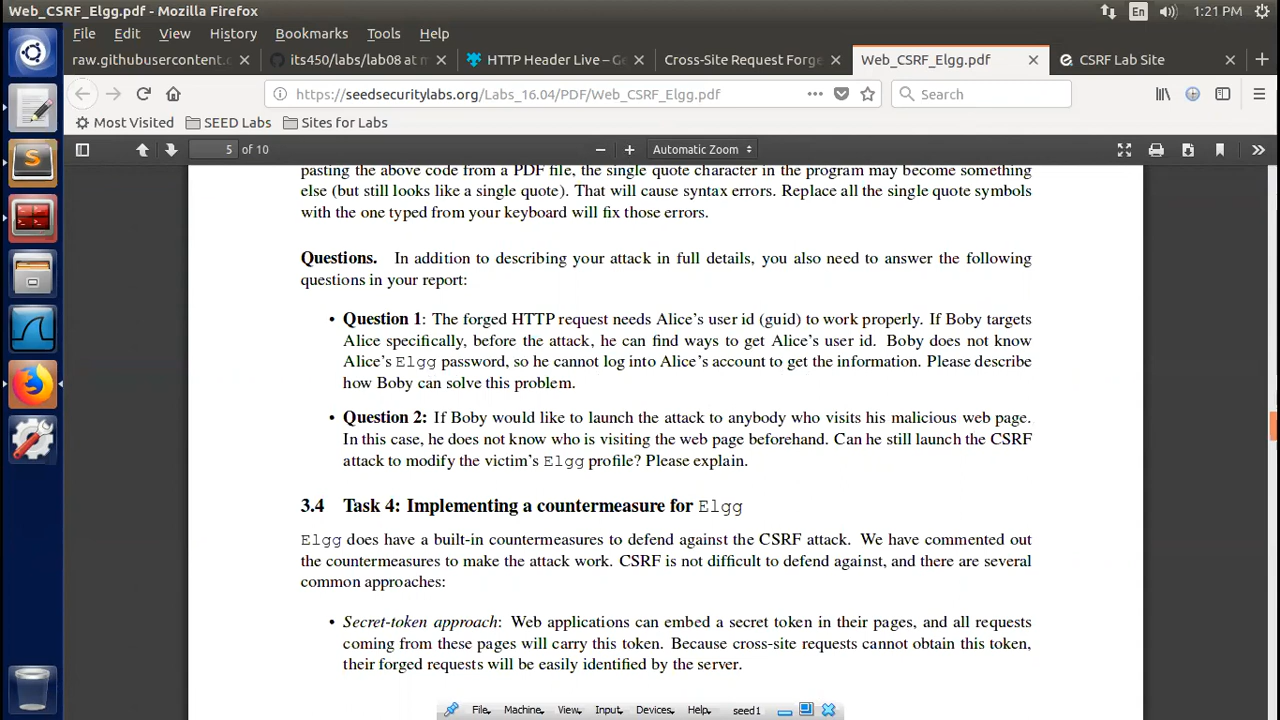 Web_CSRF_Elgg.pdf - Mozilla Firefox
En
1:21 PM
File Edit View History Bookmarks Tools Help
raw.githubusercontent.c
its450/labs/lab08 at m
HTTP Header Live – Ge
Cross-Site Request Forge
Web_CSRF_Elgg.pdf
CSRF Lab Site
https://seedsecuritylabs.org/Labs_16.04/PDF/Web_CSRF_Elgg.pdf
Search
Most Visited SEED Labs Sites for Labs
5 of 10
Automatic Zoom
pasting the above code from a PDF file, the single quote character in the program may become something
else (but still looks like a single quote). That will cause syntax errors. Replace all the single quote symbols
with the one typed from your keyboard will fix those errors.
Questions. In addition to describing your attack in full details, you also need to answer the following
questions in your report:
• Question 1: The forged HTTP request needs Alice's user id (guid) to work properly. If Boby targets
Alice specifically, before the attack, he can find ways to get Alice's user id. Boby does not know
Alice's Elgg password, so he cannot log into Alice's account to get the information. Please describe
how Boby can solve this problem.
• Question 2: If Boby would like to launch the attack to anybody who visits his malicious web page.
In this case, he does not know who is visiting the web page beforehand. Can he still launch the CSRF
attack to modify the victim's Elgg profile? Please explain.
3.4 Task 4: Implementing a countermeasure for Elgg
Elgg does have a built-in countermeasures to defend against the CSRF attack. We have commented out
the countermeasures to make the attack work. CSRF is not difficult to defend against, and there are several
common approaches:
• Secret-token approach: Web applications can embed a secret token in their pages, and all requests
coming from these pages will carry this token. Because cross-site requests cannot obtain this token,
their forged requests will be easily identified by the server.
File Machine View Input Devices Help seed1